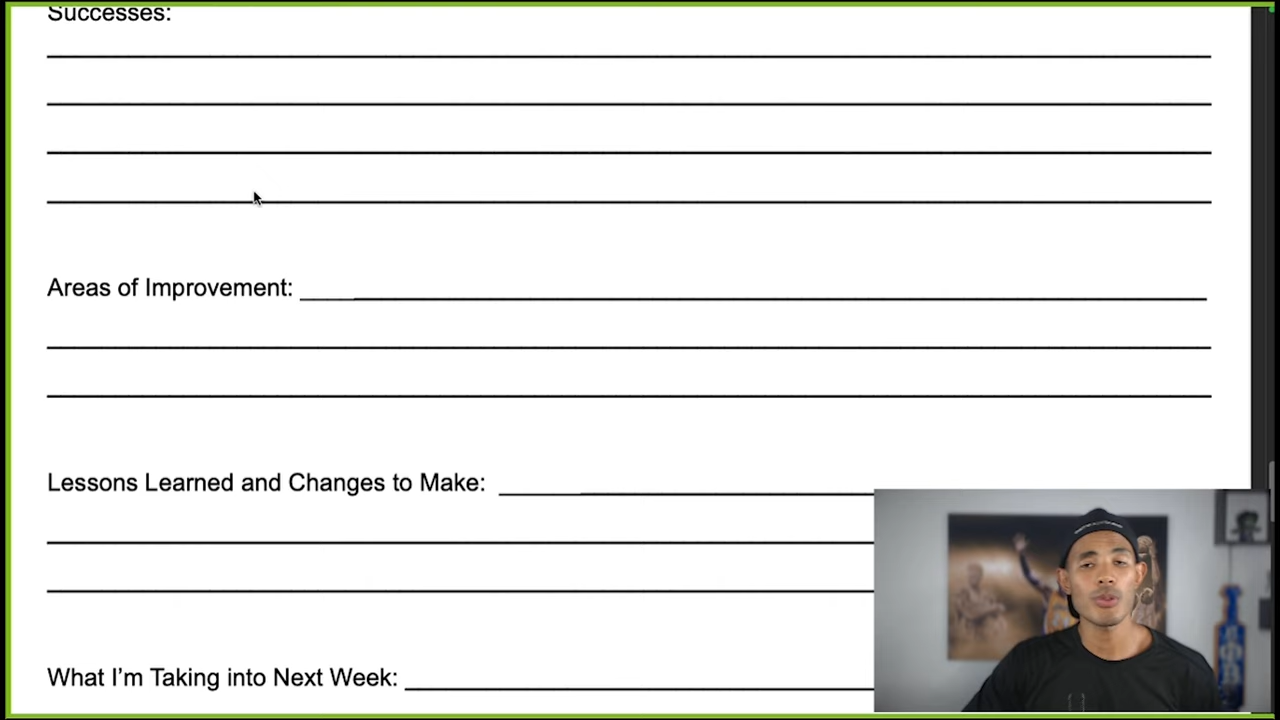 Successes:
Areas of Improvement:
Lessons Learned and Changes to Make:
What I’m Taking into Next Week: